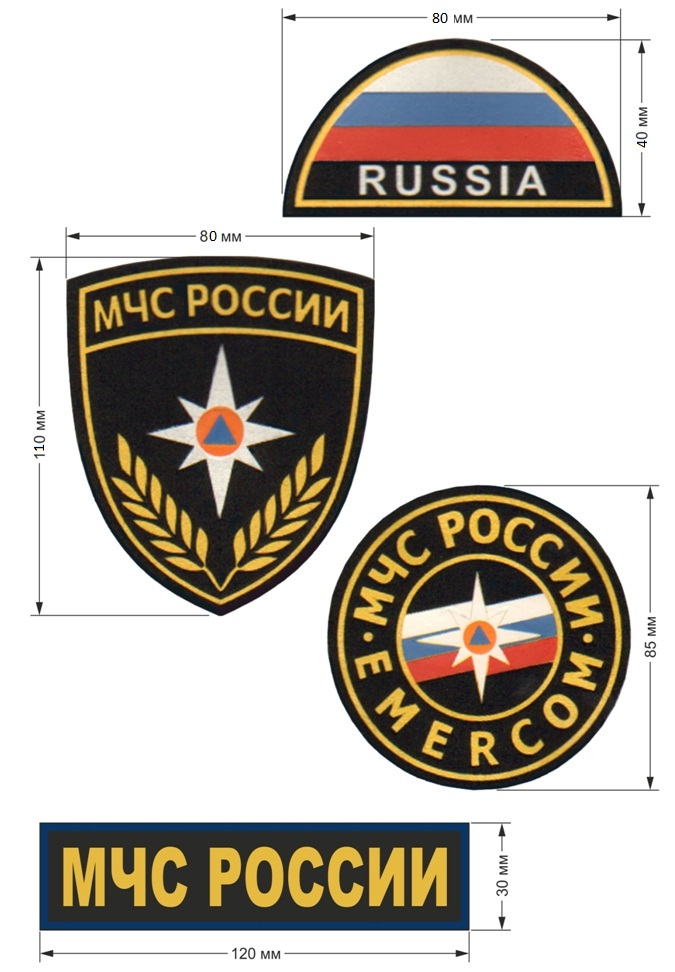 80 мм
40 мм
RUSSIA
80 мм
110 мм
МЧС РОССИИ
МЧС РОССИИ
· EMERCOM ·
85 мм
МЧС РОССИИ
30 мм
120 мм